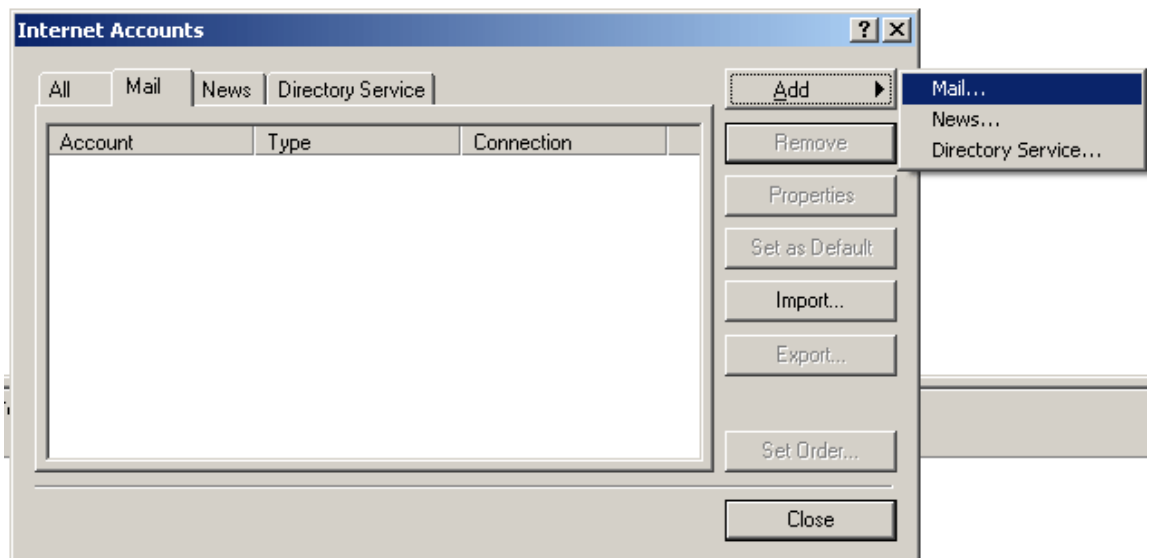 Internet Accounts
All Mail News Directory Service
Account Type Connection
Add
Mail...
News...
Directory Service...
Remove
Properties
Set as Default
Import...
Export...
Set Order...
Close